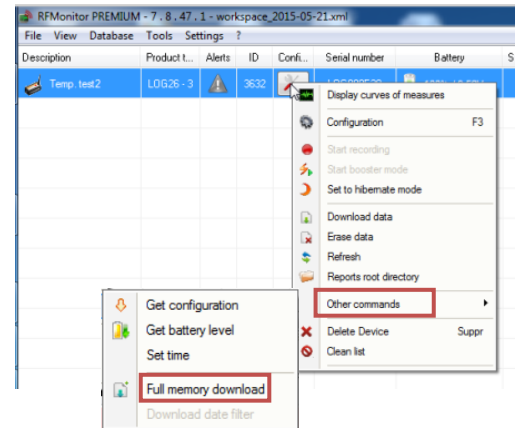 RFMonitor PREMIUM - 7 . 8 . 47 . 1 - workspace_2015-05-21.xml
File View Database Tools Settings ?
Description Product t... Alerts ID Confi... Serial number Battery S
Temp. test2 LOG26 - 3 3632
Display curves of measures
Configuration F3
Start recording
Start booster mode
Set to hibernate mode
Download data
Erase data
Refresh
Reports root directory
Other commands
Delete Device Suppr
Clean list
Get configuration
Get battery level
Set time
Full memory download
Download date filter